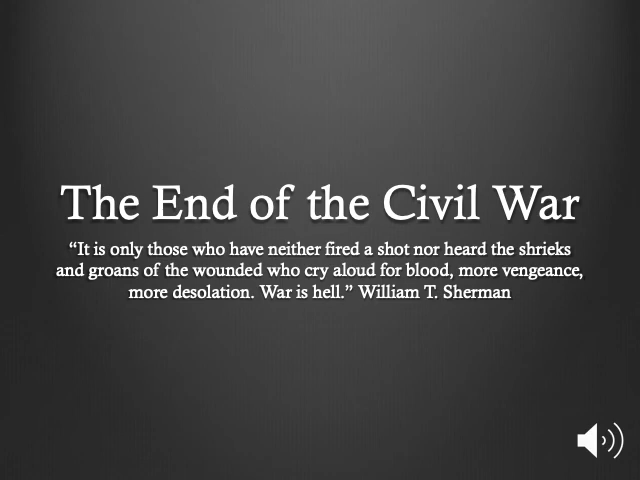 The End of the Civil War
“It is only those who have neither fired a shot nor heard the shrieks
and groans of the wounded who cry aloud for blood, more vengeance,
more desolation. War is hell.” William T. Sherman